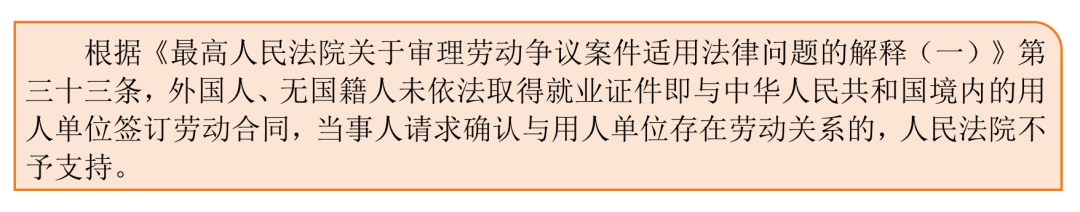 根据《最高人民法院关于审理劳动争议案件适用法律问题的解释（一）》第
三十三条，外国人、无国籍人未依法取得就业证件即与中华人民共和国境内的用
人单位签订劳动合同，当事人请求确认与用人单位存在劳动关系的，人民法院不
予支持。